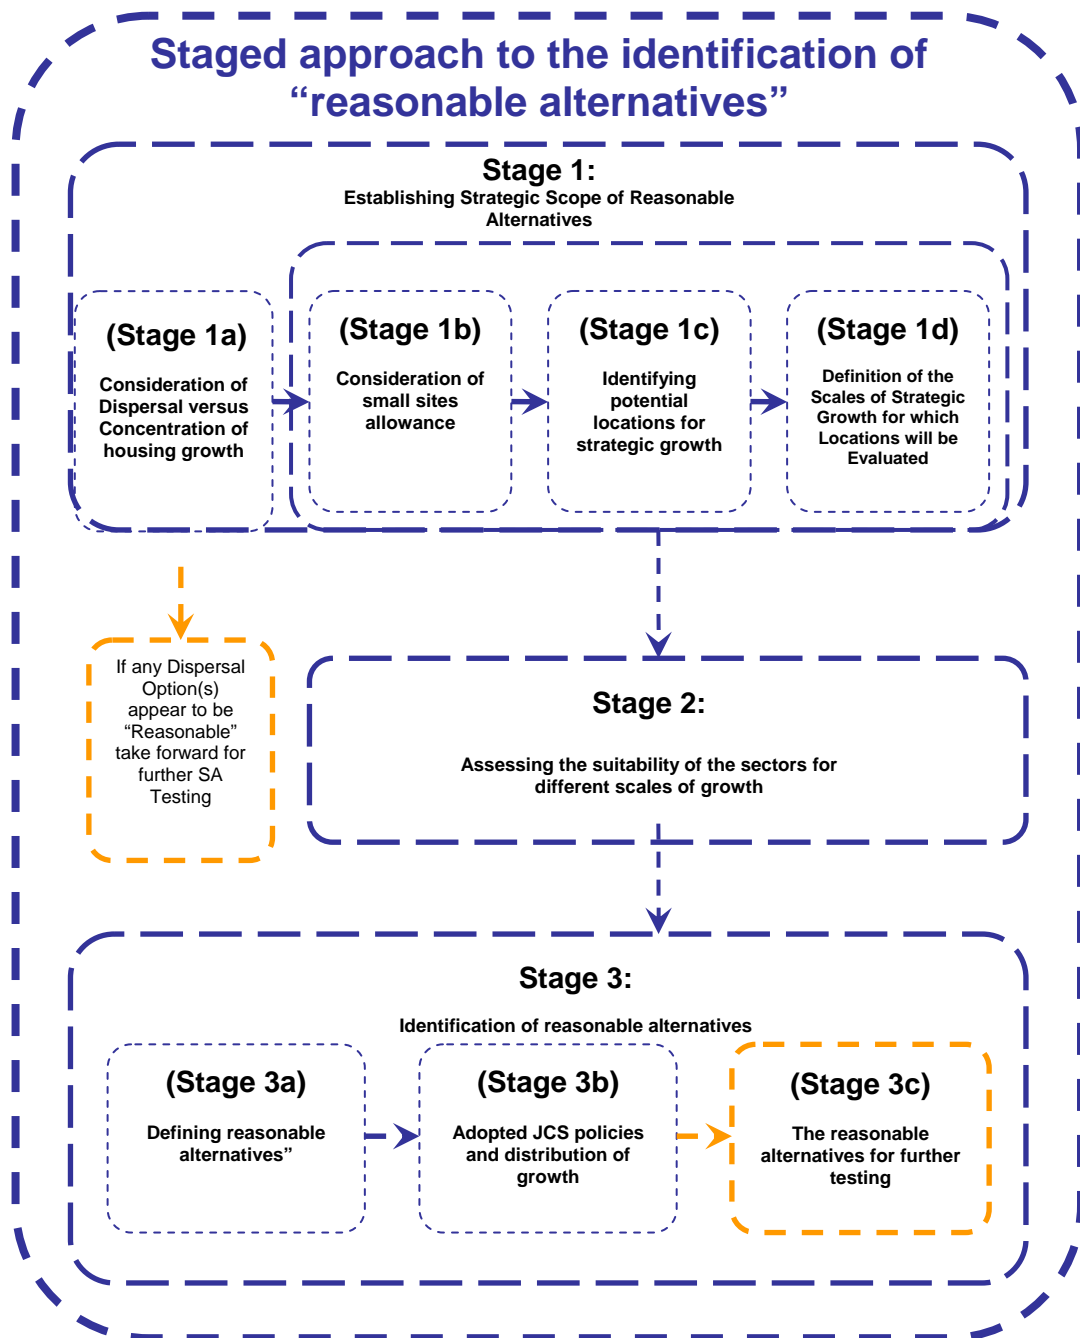 Staged approach to the identification of
“reasonable alternatives”
Stage 1:
Establishing Strategic Scope of Reasonable
Alternatives
(Stage 1a)
Consideration of
Dispersal versus
Concentration of
housing growth
(Stage 1b)
Consideration of
small sites
allowance
(Stage 1c)
Identifying
potential
locations for
strategic growth
(Stage 1d)
Definition of the
Scales of Strategic
Growth for which
Locations will be
Evaluated
If any Dispersal
Option(s)
appear to be
“Reasonable”
take forward for
further SA
Testing
Stage 2:
Assessing the suitability of the sectors for
different scales of growth
Stage 3:
Identification of reasonable alternatives
(Stage 3a)
Defining reasonable
alternatives”
(Stage 3b)
Adopted JCS policies
and distribution of
growth
(Stage 3c)
The reasonable
alternatives for further
testing